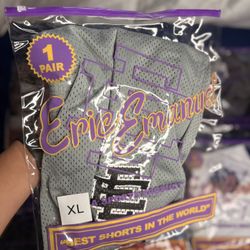 1
PAIR
Eric Emanuel
XL
"BEST SHORTS IN THE WORLD"